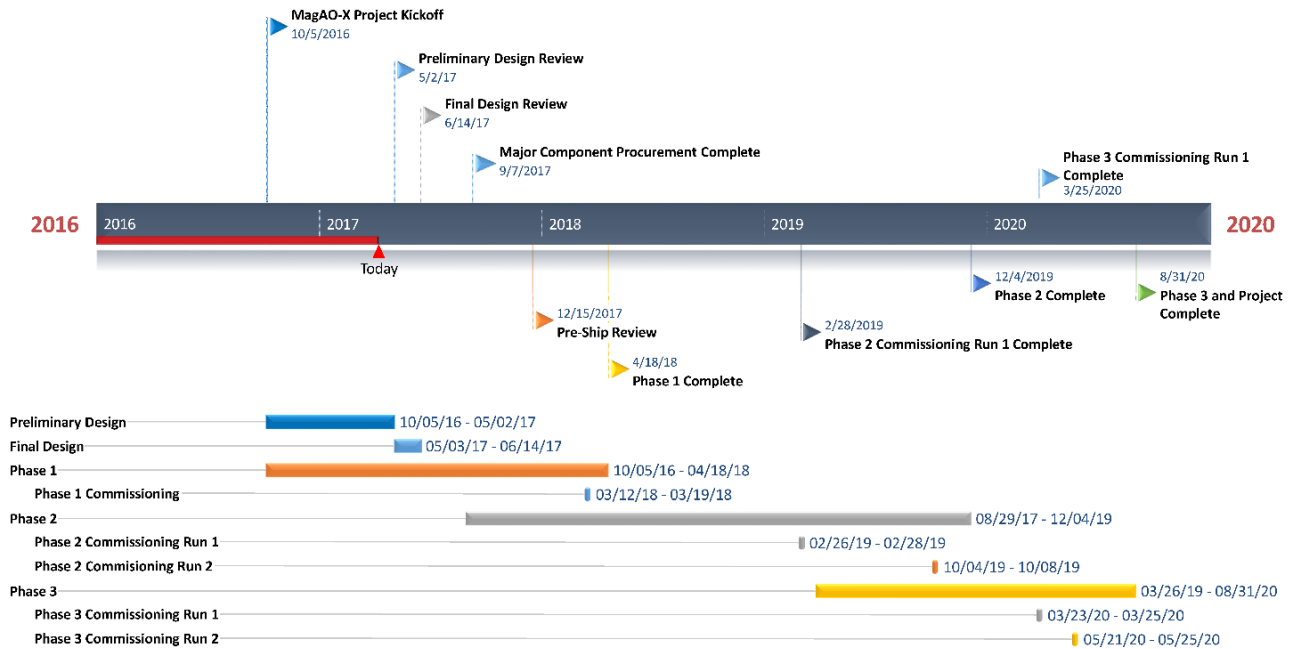 MagAO-X Project Kickoff
10/5/2016
Preliminary Design Review
5/2/17
Final Design Review
6/14/17
Major Component Procurement Complete
9/7/2017
Phase 3 Commissioning Run 1
Complete
3/25/2020
2016
2016
2017
2018
2019
2020
2020
Today
12/15/2017
Pre-Ship Review
4/18/18
Phase 1 Complete
2/28/2019
Phase 2 Commissioning Run 1 Complete
12/4/2019
Phase 2 Complete
8/31/20
Phase 3 and Project
Complete
Preliminary Design 10/05/16 - 05/02/17
Final Design 05/03/17 - 06/14/17
Phase 1 10/05/16 - 04/18/18
Phase 1 Commissioning 03/12/18 - 03/19/18
Phase 2 08/29/17 - 12/04/19
Phase 2 Commissioning Run 1 02/26/19 - 02/28/19
Phase 2 Commisioning Run 2 10/04/19 - 10/08/19
Phase 3 03/26/19 - 08/31/20
Phase 3 Commissioning Run 1 03/23/20 - 03/25/20
Phase 3 Commissioning Run 2 05/21/20 - 05/25/20